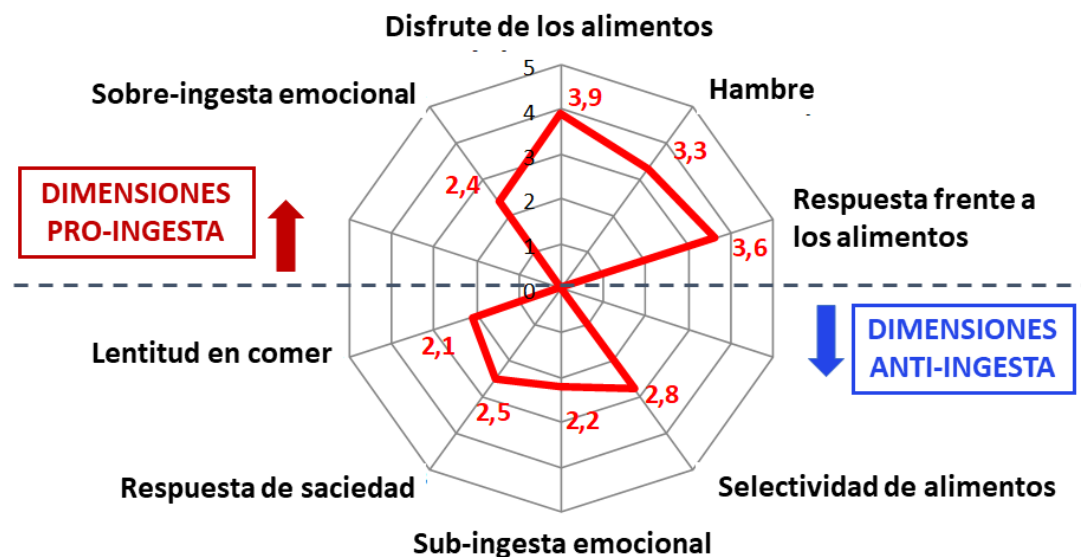 Disfrute de los alimentos
Hambre
Sobre-ingesta emocional
5
4
3
2
1
0
3,9
3,3
2,4
3,6
Respuesta frente a
los alimentos
DIMENSIONES
PRO-INGESTA
DIMENSIONES
ANTI-INGESTA
Lentitud en comer
2,1
2,5
2,2
2,8
Respuesta de saciedad
Selectividad de alimentos
Sub-ingesta emocional